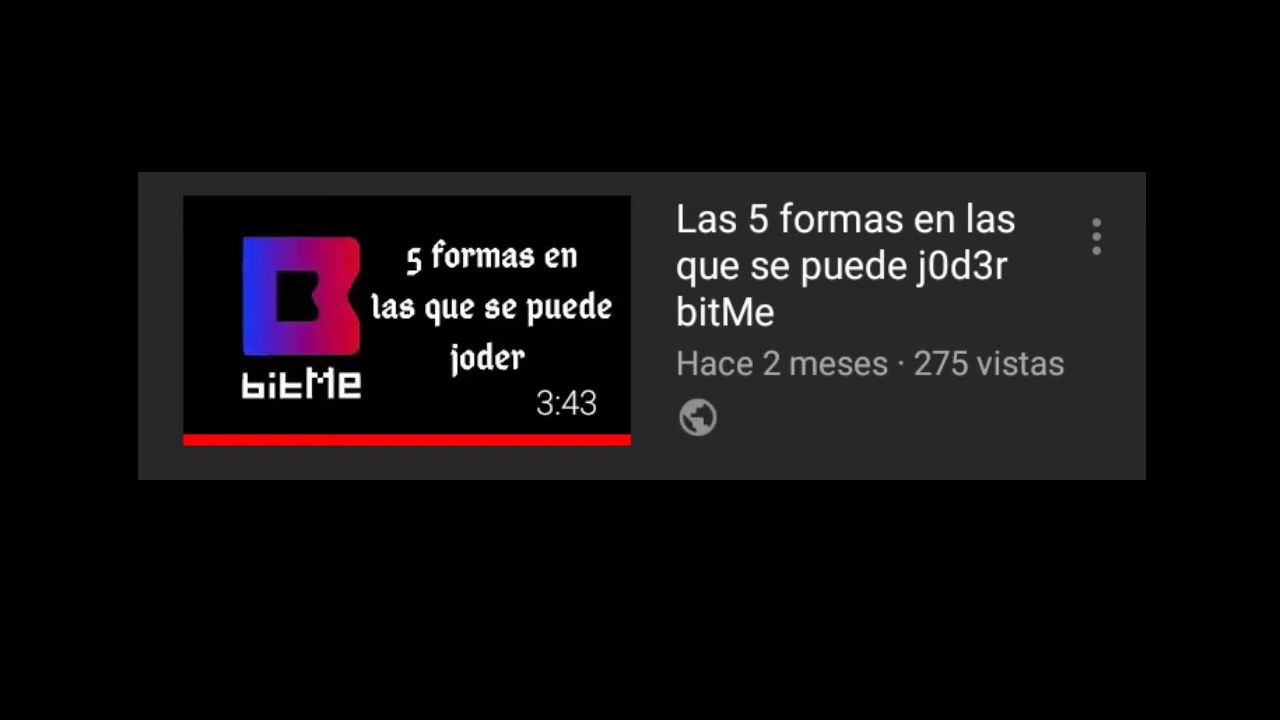 5 formas en
las que se puede
joder
bitMe
3:43
Las 5 formas en las
que se puede j0d3r
bitMe
Hace 2 meses · 275 vistas